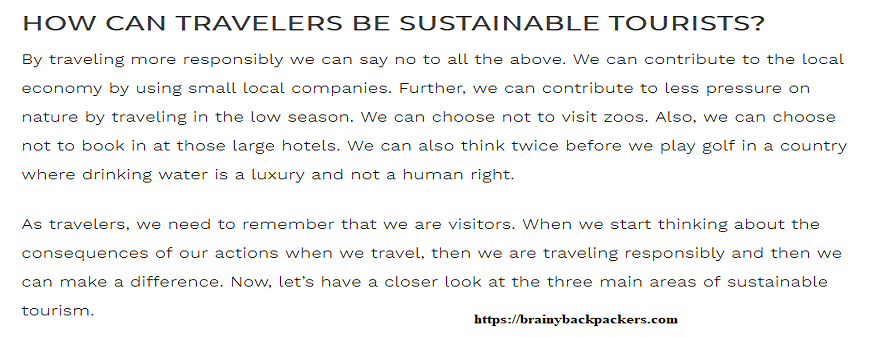 HOW CAN TRAVELERS BE SUSTAINABLE TOURISTS?
By traveling more responsibly we can say no to all the above. We can contribute to the local
economy by using small local companies. Further, we can contribute to less pressure on
nature by traveling in the low season. We can choose not to visit zoos. Also, we can choose
not to book in at those large hotels. We can also think twice before we play golf in a country
where drinking water is a luxury and not a human right.
As travelers, we need to remember that we are visitors. When we start thinking about the
consequences of our actions when we travel, then we are traveling responsibly and then we
can make a difference. Now, let’s have a closer look at the three main areas of sustainable
tourism.
https://brainybackpackers.com